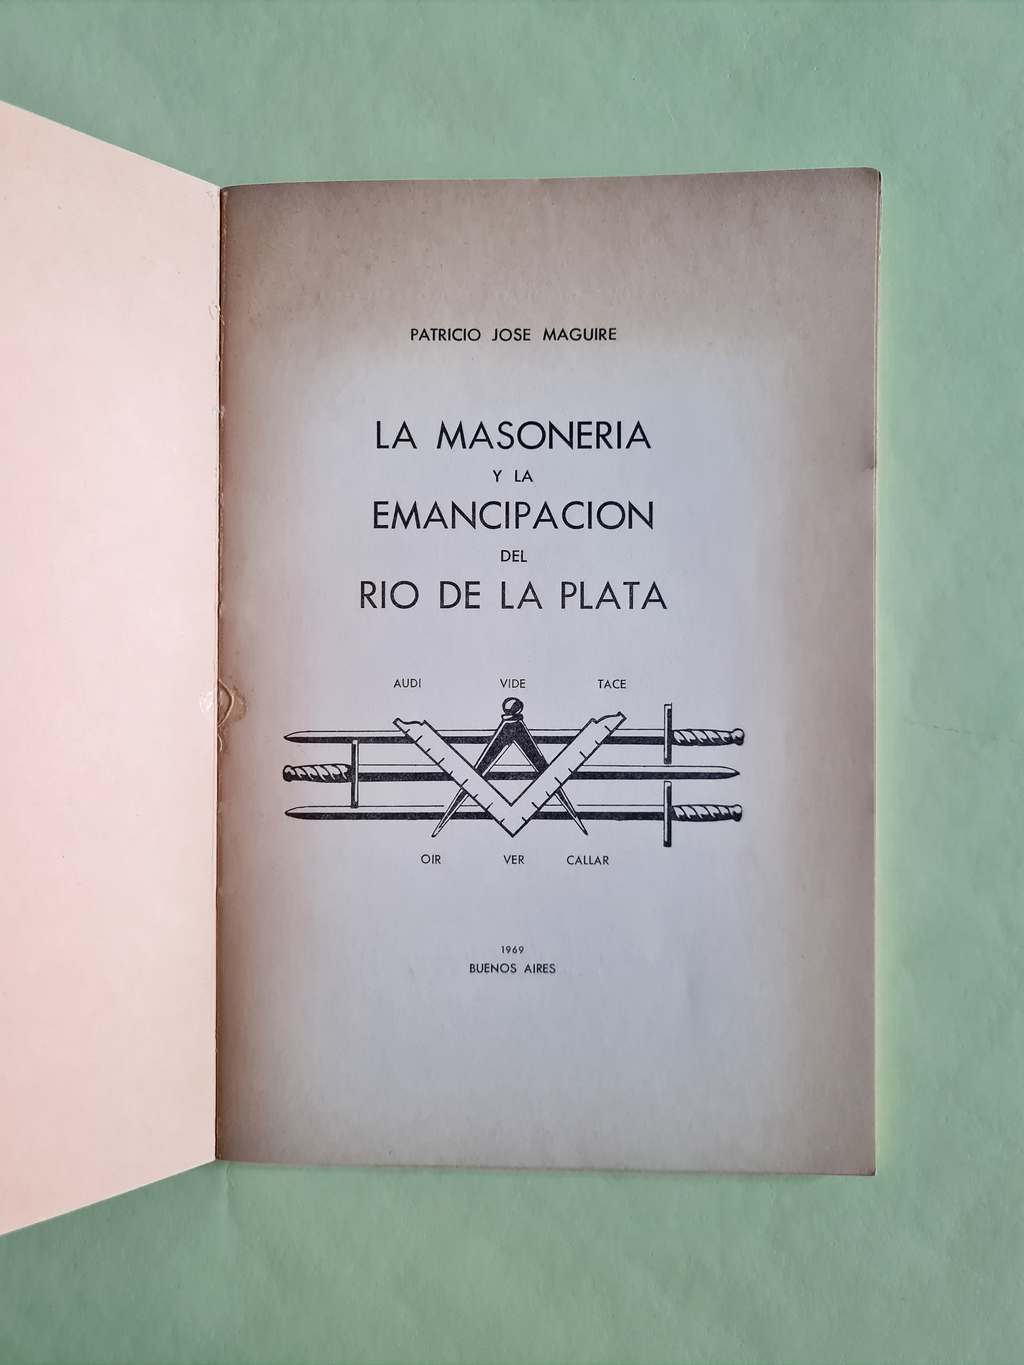 PATRICIO JOSE MAGUIRE
LA MASONERIA
Y LA
EMANCIPACION
DEL
RIO DE LA PLATA
AUDI VIDE TACE
OIR VER CALLAR
1969
BUENOS AIRES